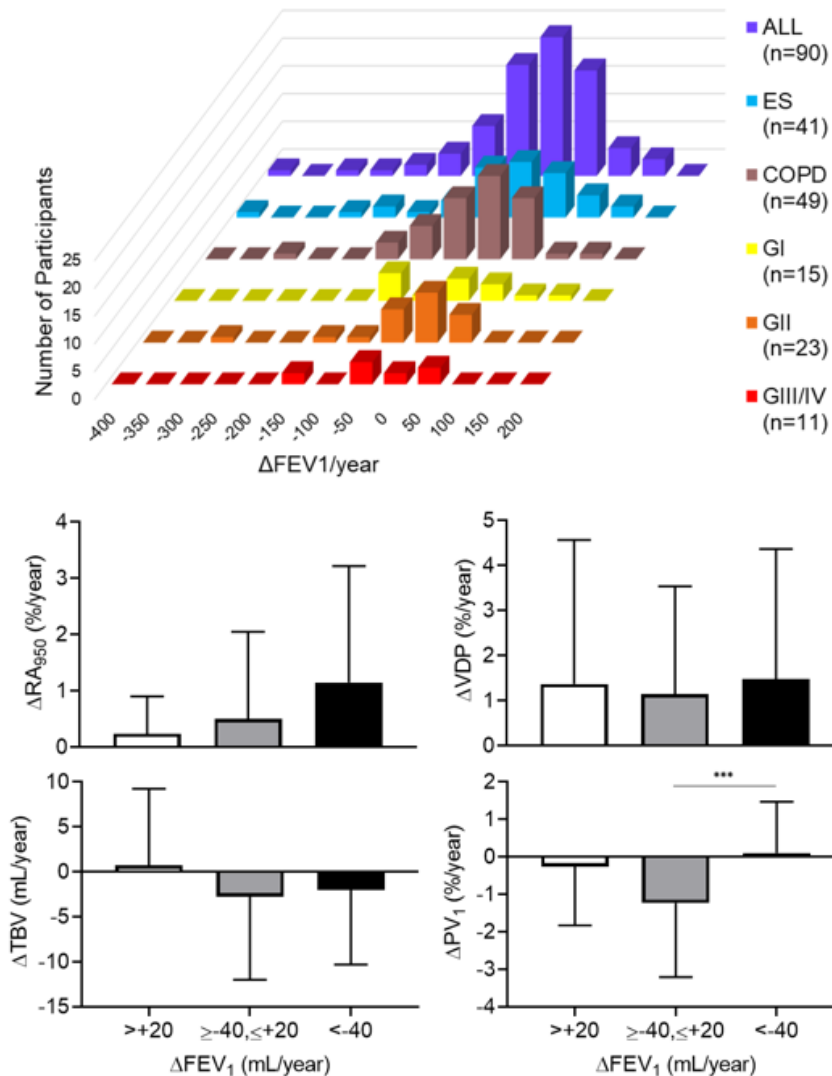 ALL
(n=90)
ES
(n=41)
COPD
(n=49)
GI
(n=15)
GII
(n=23)
GIII/IV
(n=11)
Number of Participants
25
20
15
10
5
0
-400 -350 -300 -250 -200 -150 -100 -50 0 50 100 150 200
ΔFEV1/year
ΔRA950 (%/year)
4
3
2
1
0
ΔVDP (%/year)
5
4
3
2
1
0
ΔTBV (mL/year)
10
5
0
-5
-10
-15
>+20 ≥-40,≤+20 <-40
ΔFEV1 (mL/year)
ΔPV1 (%/year)
2
1
0
-1
-2
-3
-4
***
>+20 ≥-40,≤+20 <-40
ΔFEV1 (mL/year)